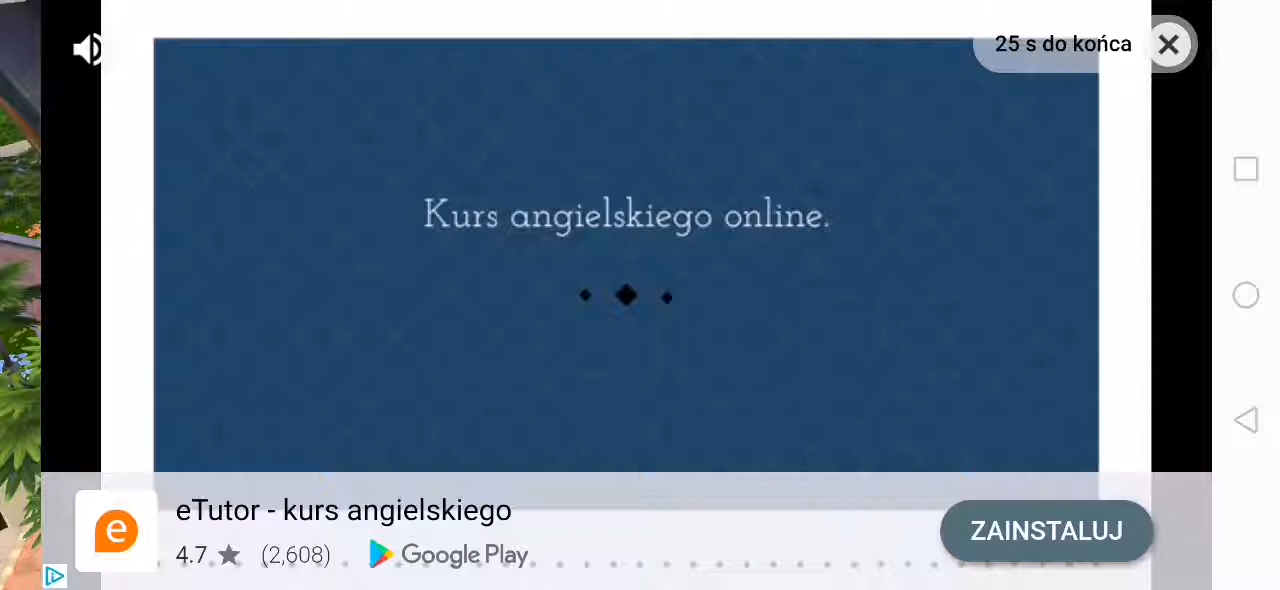 25 s do końca
Kurs angielskiego online.
e
eTutor - kurs angielskiego
ZAINSTALUJ
4.7 ★ (2,608) Google Play